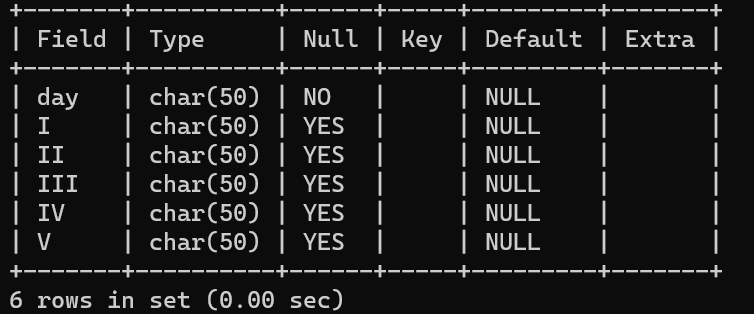 +-------+----------+------+-----+---------+-------+
| Field | Type     | Null | Key | Default | Extra |
+-------+----------+------+-----+---------+-------+
| day   | char(50) | NO   |     | NULL    |       |
| I     | char(50) | YES  |     | NULL    |       |
| II    | char(50) | YES  |     | NULL    |       |
| III   | char(50) | YES  |     | NULL    |       |
| IV    | char(50) | YES  |     | NULL    |       |
| V     | char(50) | YES  |     | NULL    |       |
+-------+----------+------+-----+---------+-------+
6 rows in set (0.00 sec)